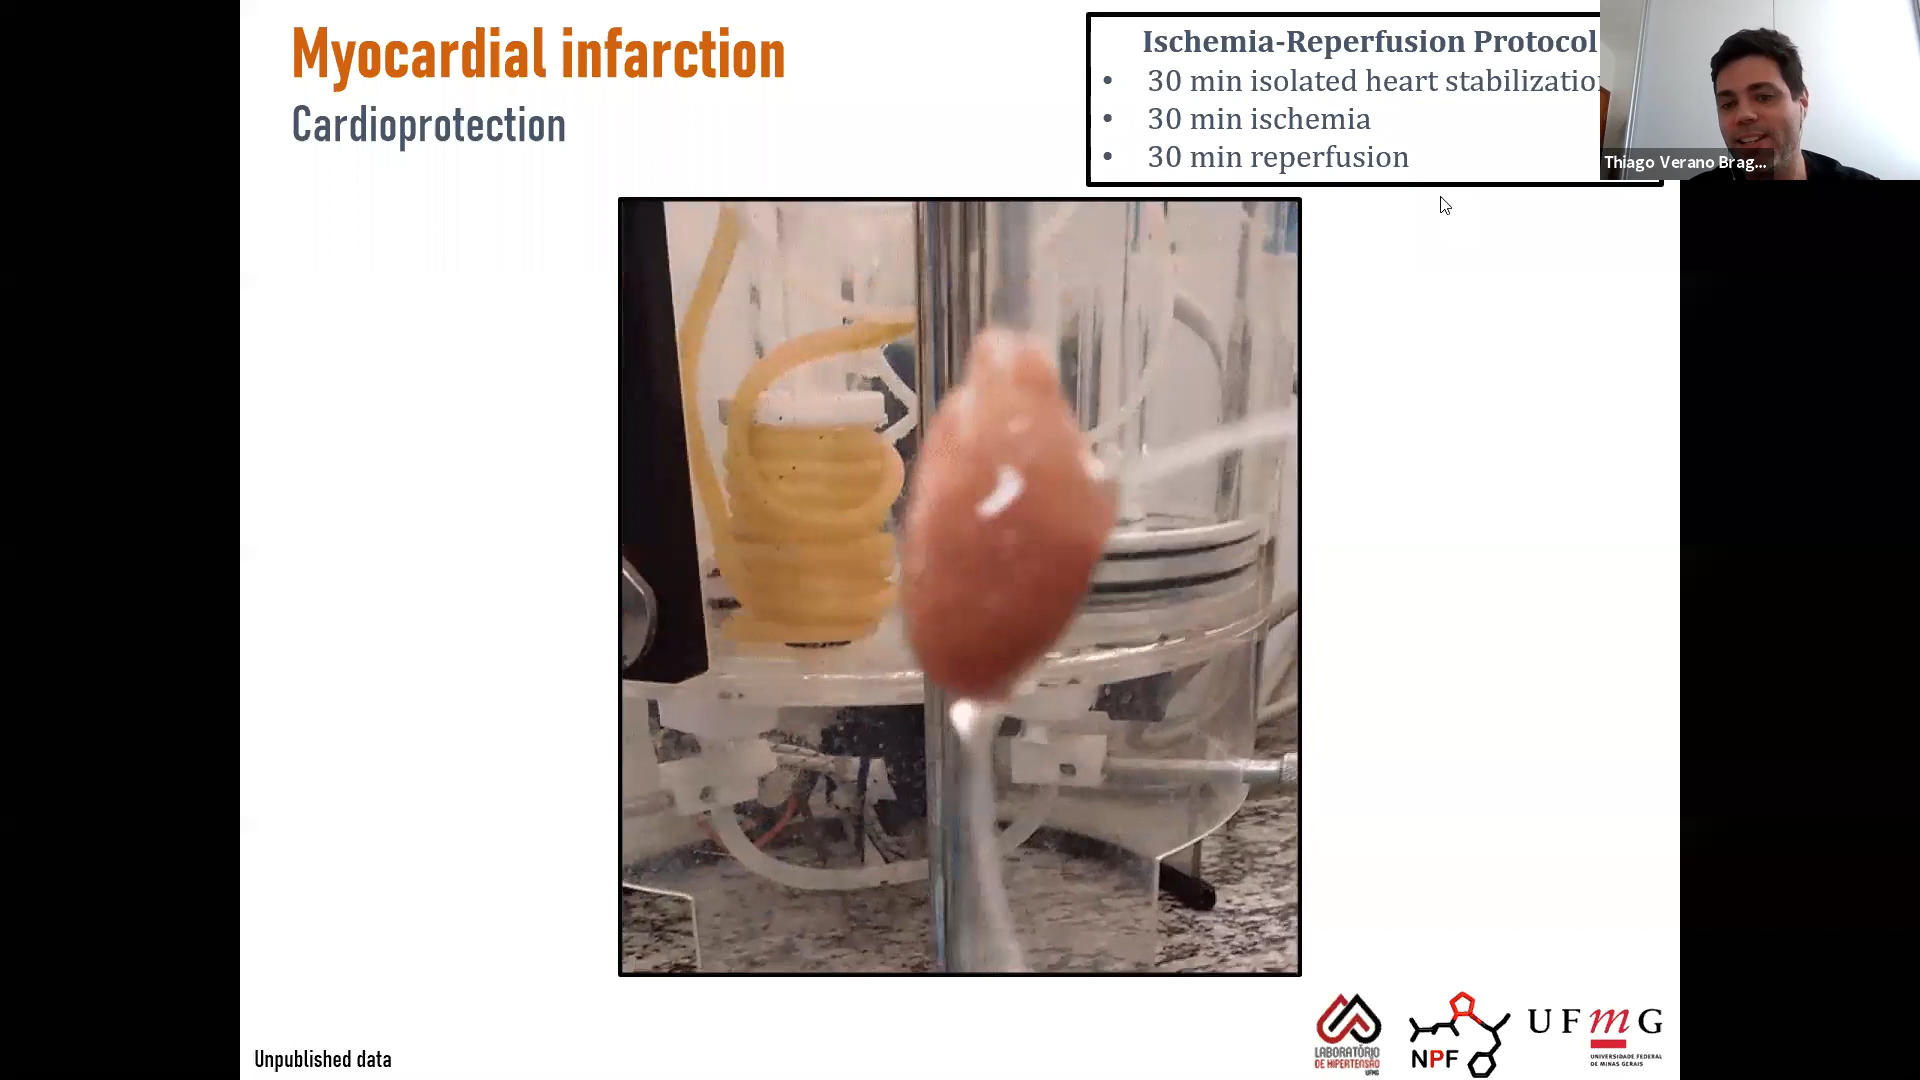 Myocardial infarction
Cardioprotection
Ischemia-Reperfusion Protocol
• 30 min isolated heart stabilizatio
• 30 min ischemia
• 30 min reperfusion
Thiago Verano Brag...
Unpublished data
LABORATÓRIO
DE HIPERTENSÃO
UFMG
NPF
UFmG
UNIVERSIDADE FEDERAL
DE MINAS GERAIS